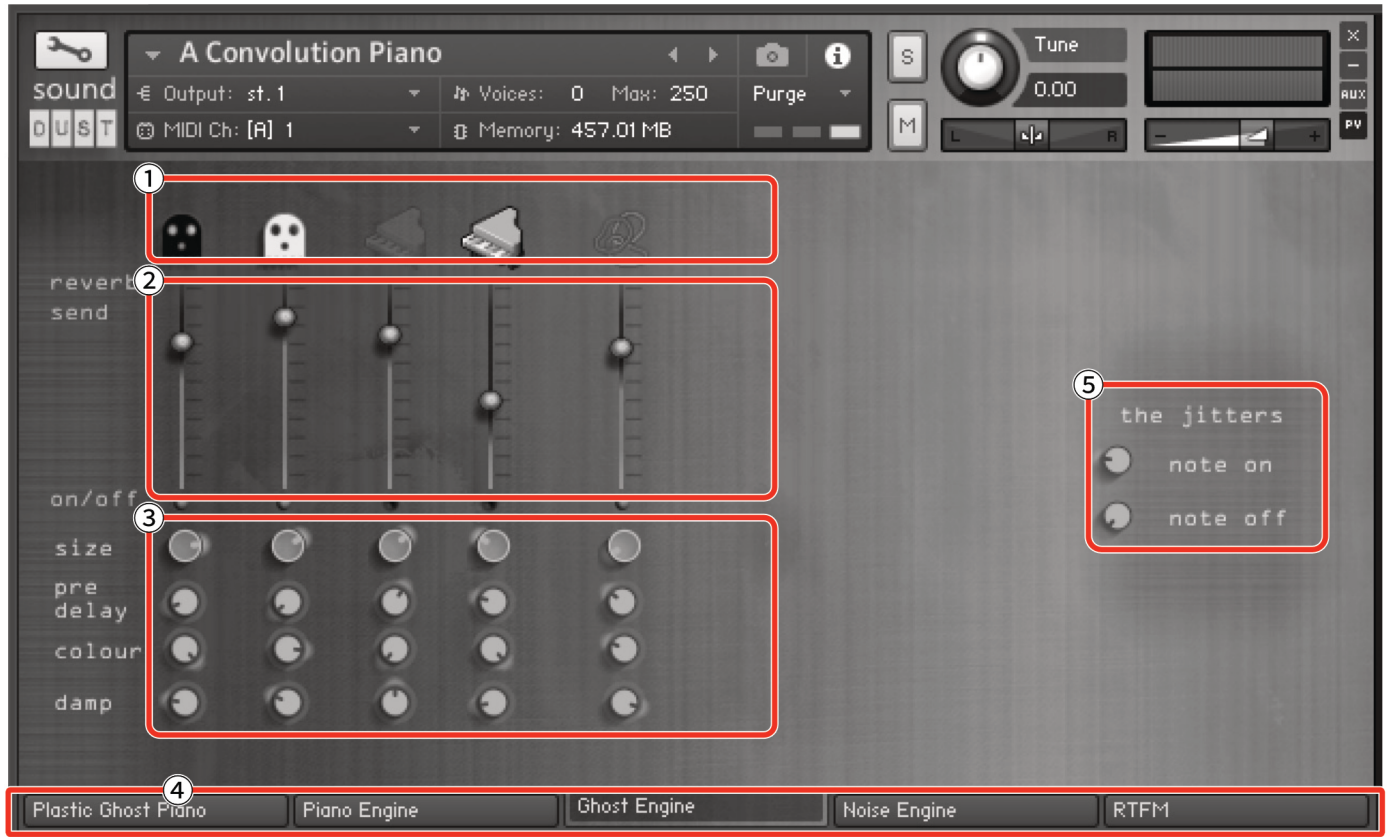 A Convolution Piano
i
S
Tune
X
-
sound
Output: st.1
Voices: 0 Max: 250
Purge
0.00
AUX
DUST
MIDI Ch: [A] 1
Memory: 457.01 MB
M
L
R
-
+
PV
1
reverb
2
send
5
the jitters
note on
on/off
note off
3
size
pre
delay
colour
damp
4
Plastic Ghost Piano
Piano Engine
Ghost Engine
Noise Engine
RTFM